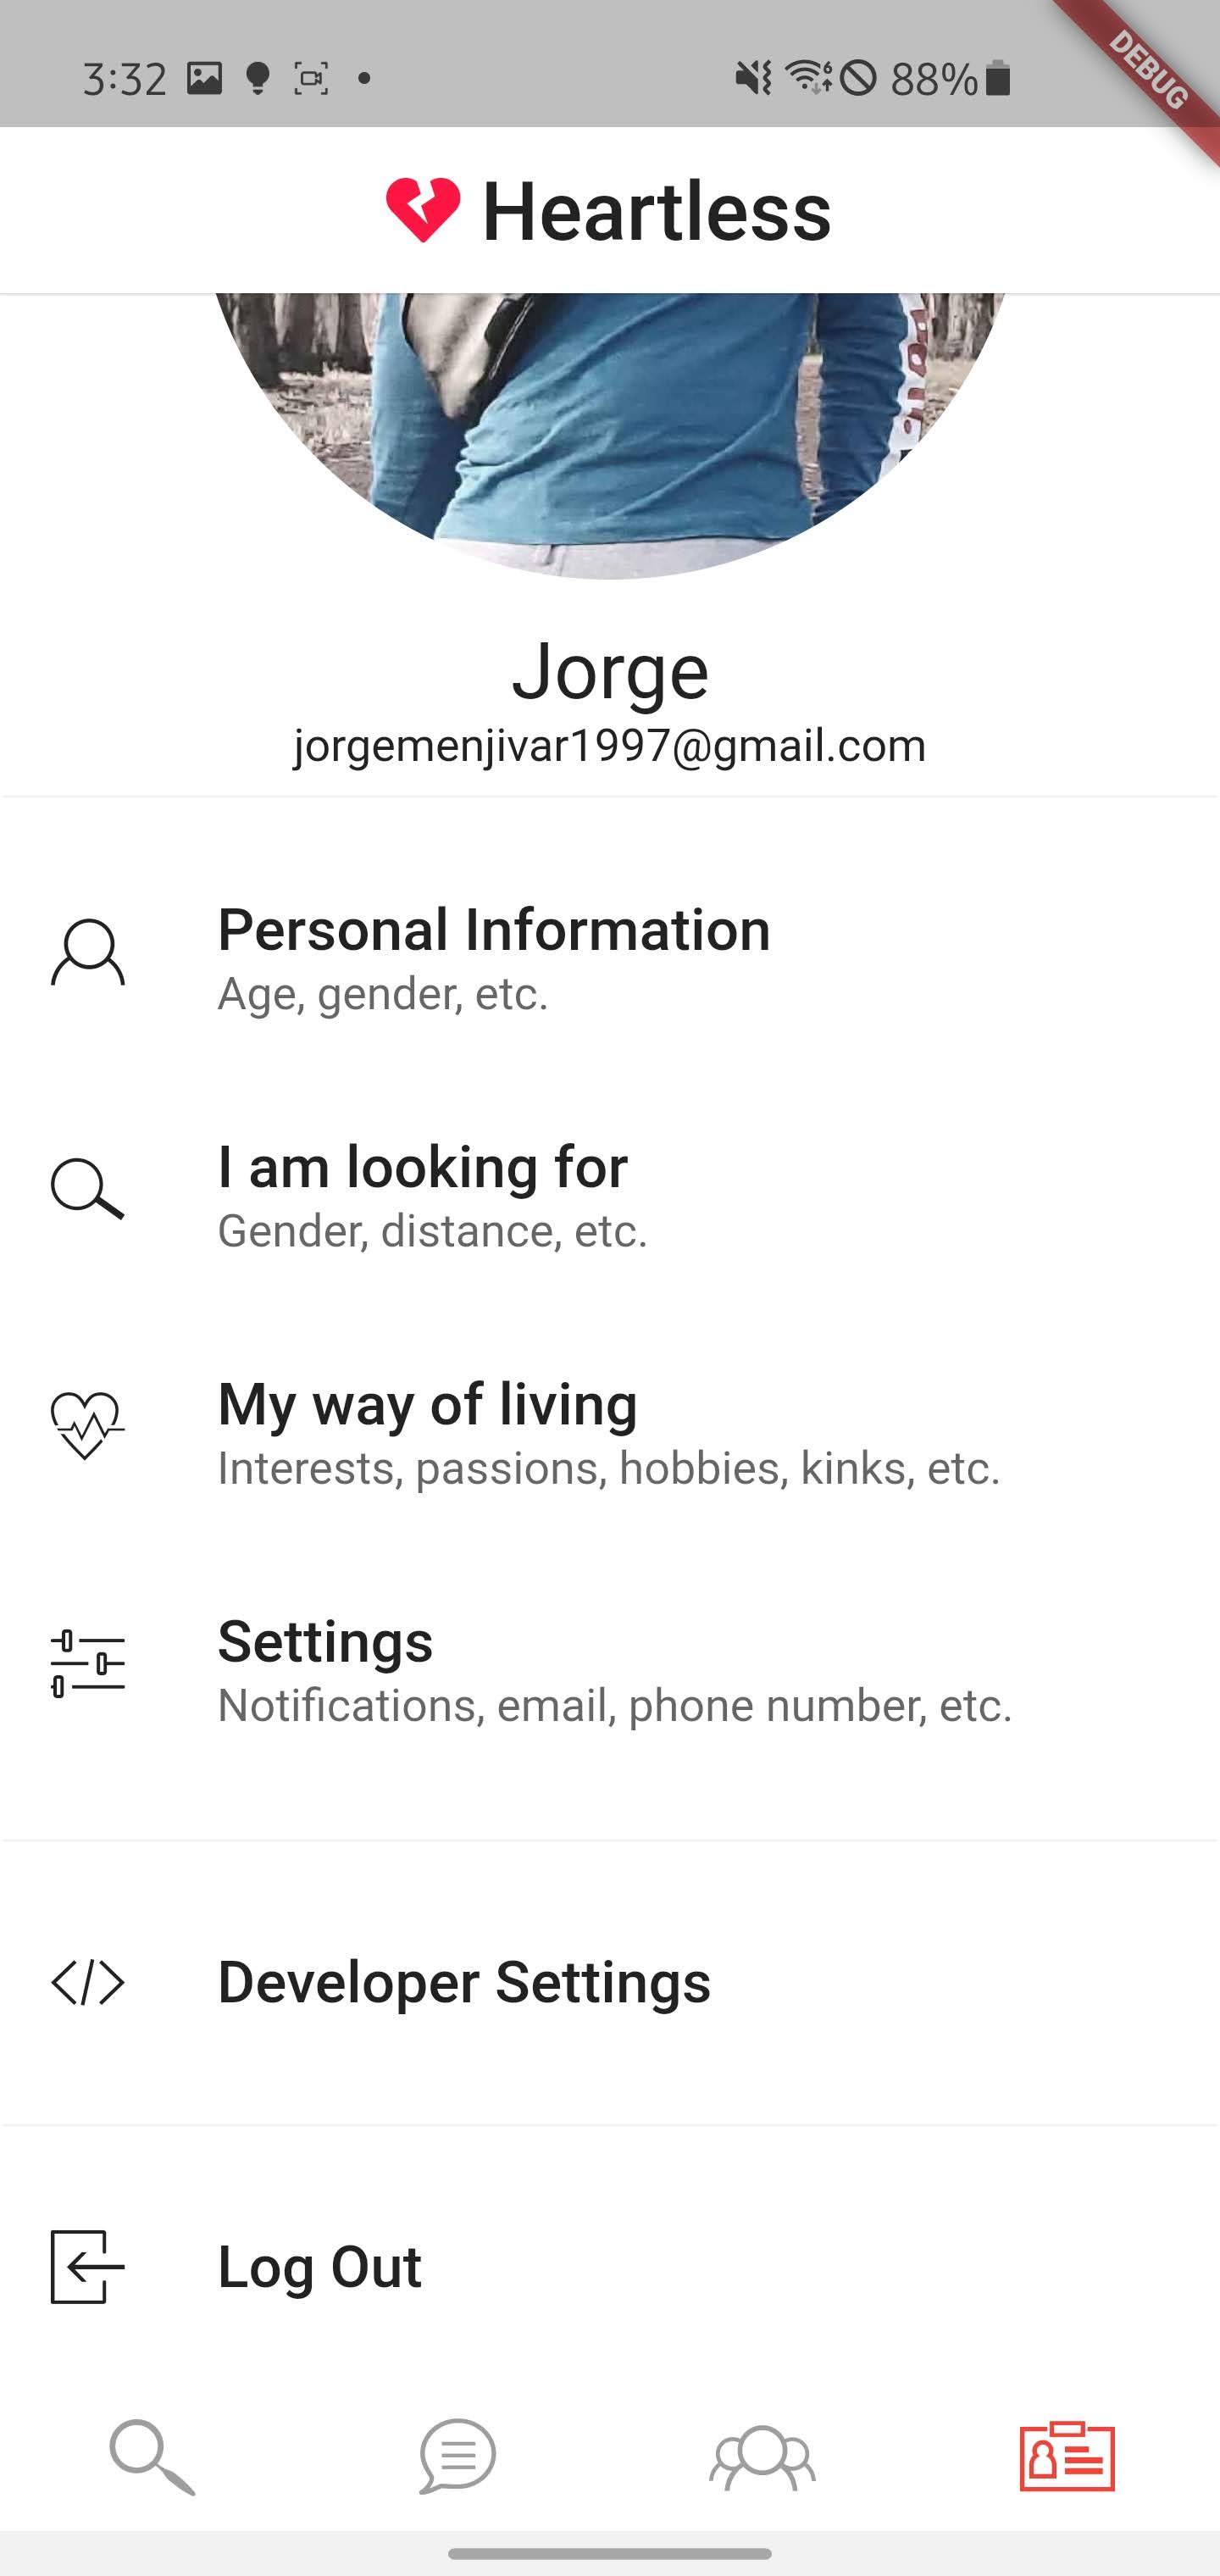 3:32
88%
DEBUG
Heartless
Jorge
jorgemenjivar1997@gmail.com
Personal Information
Age, gender, etc.
I am looking for
Gender, distance, etc.
My way of living
Interests, passions, hobbies, kinks, etc.
Settings
Notifications, email, phone number, etc.
Developer Settings
Log Out